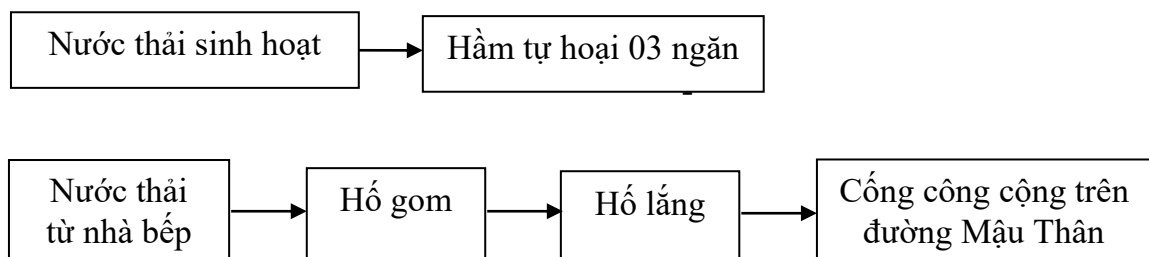 Nước thải sinh hoạt
Hầm tự hoại 03 ngăn
Nước thải
từ nhà bếp
Hố gom
Hố lắng
Cống công cộng trên
đường Mậu Thân